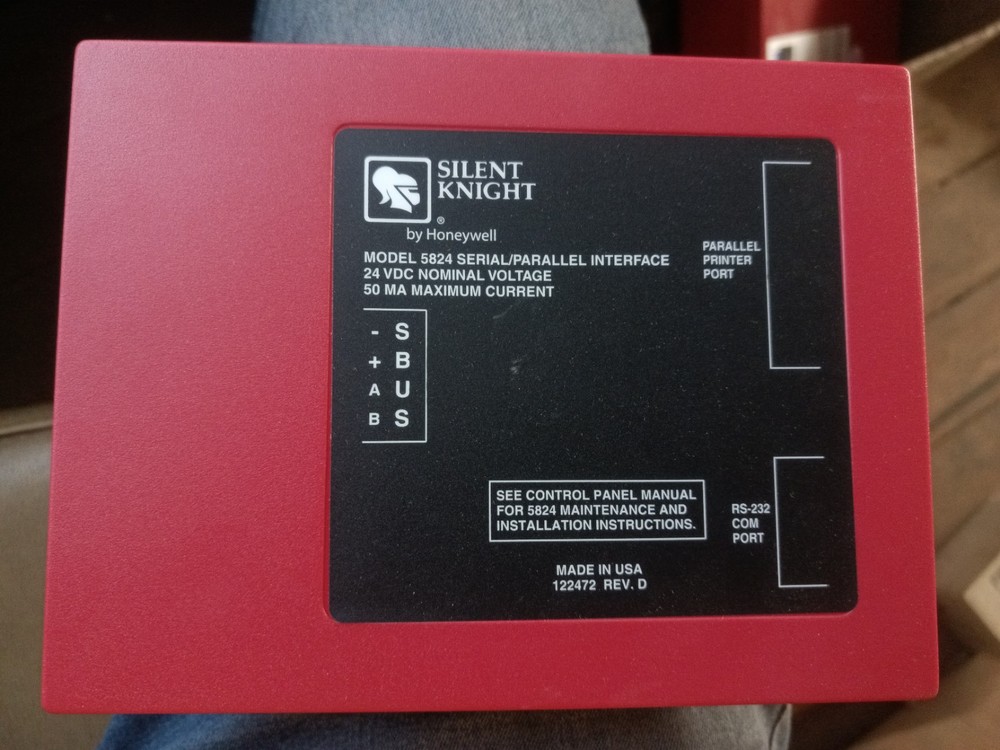 SILENT
KNIGHT
®
by Honeywell
MODEL 5824 SERIAL/PARALLEL INTERFACE
24 VDC NOMINAL VOLTAGE
50 MA MAXIMUM CURRENT
PARALLEL
PRINTER
PORT
- S
+ B
A U
B S
SEE CONTROL PANEL MANUAL
FOR 5824 MAINTENANCE AND
INSTALLATION INSTRUCTIONS.
RS-232
COM
PORT
MADE IN USA
122472 REV. D